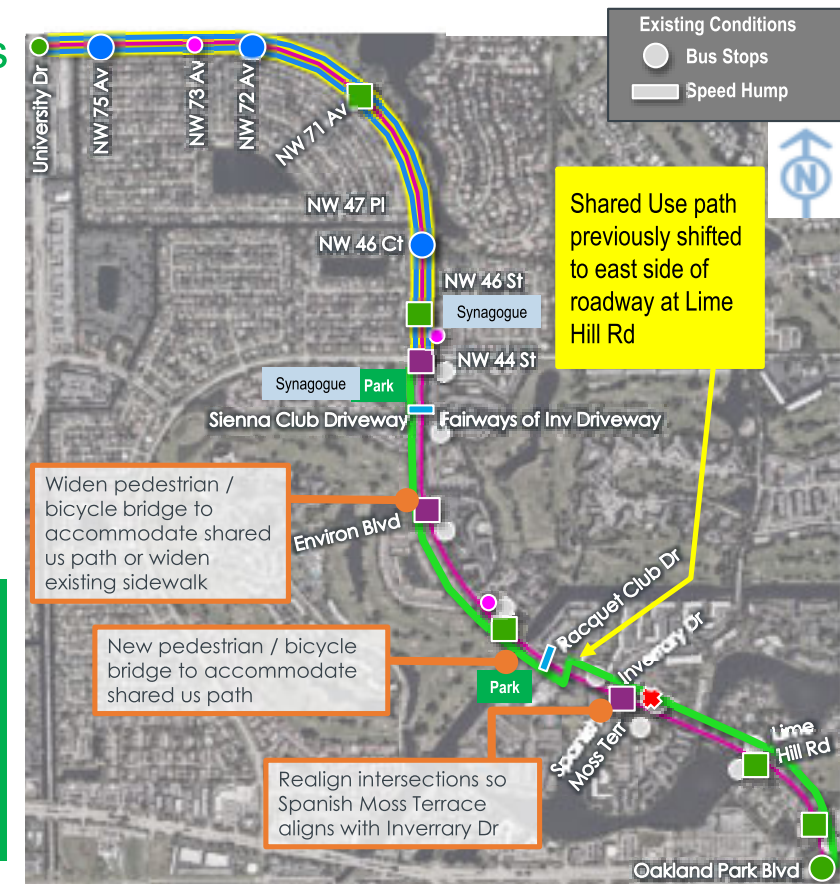 s
Existing Conditions
Bus Stops
Speed Hump
N
University Dr
NW 75 Av
NW 73 Av
NW 72 Av
NW 71 Av
NW 47 Pl
NW 46 Ct
NW 46 St
Synagogue
NW 44 St
Synagogue
Park
Sienna Club Driveway
Fairways of Inv Driveway
Shared Use path
previously shifted
to east side of
roadway at Lime
Hill Rd
Widen pedestrian /
bicycle bridge to
accommodate shared
us path or widen
existing sidewalk
Environ Blvd
Racquet Club Dr
New pedestrian / bicycle
bridge to accommodate
shared us path
Park
Inverrary Dr
Spanish
Moss Terr
Lime
Hill Rd
Realign intersections so
Spanish Moss Terrace
aligns with Inverrary Dr
Oakland Park Blvd